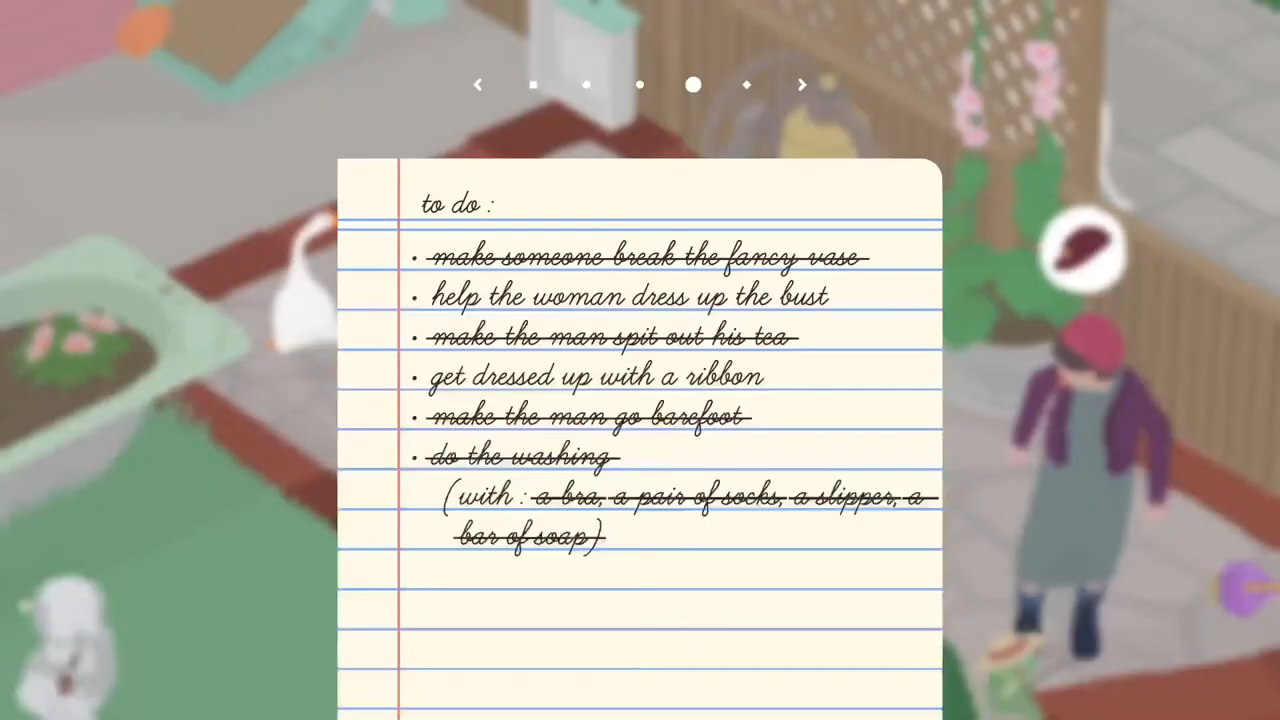 to do :
• make someone break the fancy vase
• help the woman dress up the bust
• make the man spit out his tea
• get dressed up with a ribbon
• make the man go barefoot
• do the washing
(with : a bra, a pair of socks, a slipper, a
bar of soap)